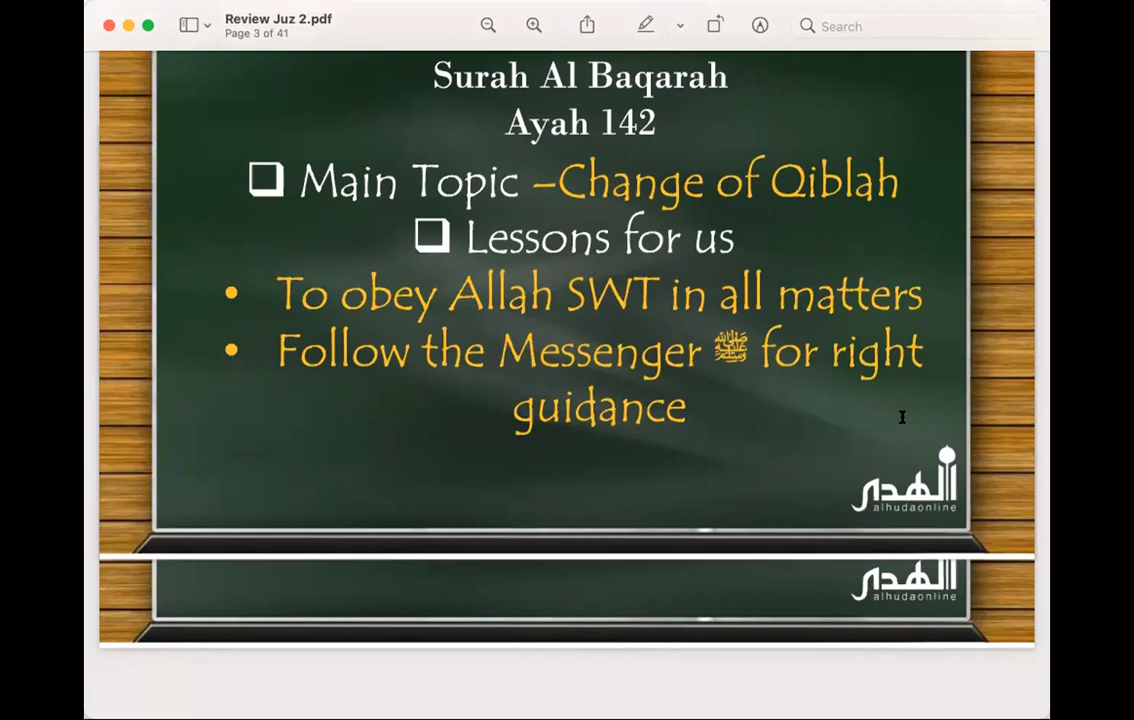 Review Juz 2.pdf
Page 3 of 41
Search
Surah Al Baqarah
Ayah 142
❑ Main Topic –Change of Qiblah
❑ Lessons for us
• To obey Allah SWT in all matters
• Follow the Messenger ﷺ for right
guidance
الهدى
alhudaonline
الهدى
alhudaonline